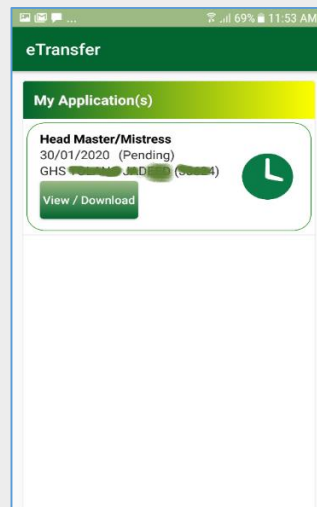 69% 11:53 AM
eTransfer
My Application(s)
Head Master/Mistress
30/01/2020 (Pending)
GHS
View / Download